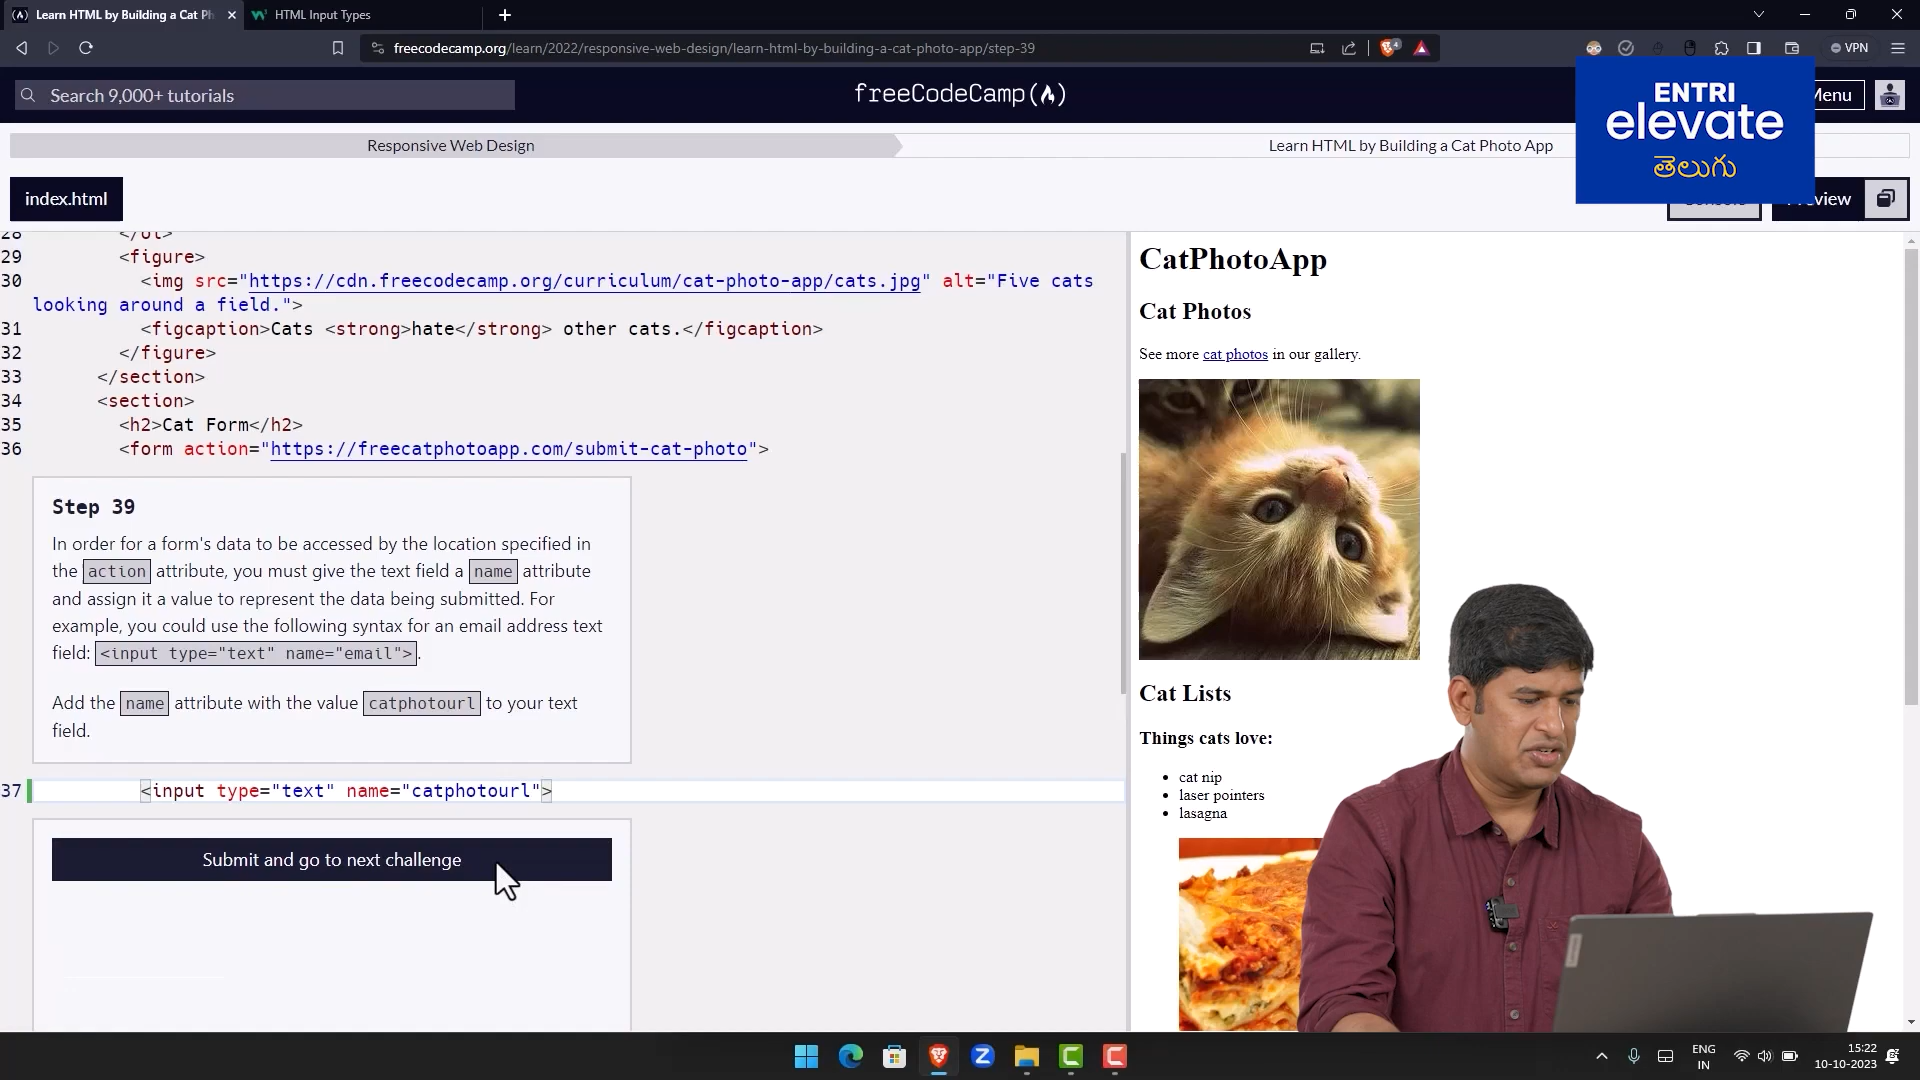 Learn HTML by Building a Cat Ph
HTML Input Types
freecodecamp.org/learn/2022/responsive-web-design/learn-html-by-building-a-cat-photo-app/step-39
4
VPN
Search 9,000+ tutorials
freeCodeCamp
Menu
ENTRI
elevate
తెలుగు
Responsive Web Design
Learn HTML by Building a Cat Photo App
index.html
Console
Preview
28 </ol>
29 <figure>
30 <img src="https://cdn.freecodecamp.org/curriculum/cat-photo-app/cats.jpg" alt="Five cats
looking around a field.">
31 <figcaption>Cats <strong>hate</strong> other cats.</figcaption>
32 </figure>
33 </section>
34 <section>
35 <h2>Cat Form</h2>
36 <form action="https://freecatphotoapp.com/submit-cat-photo">
Step 39
In order for a form's data to be accessed by the location specified in
the action attribute, you must give the text field a name attribute
and assign it a value to represent the data being submitted. For
example, you could use the following syntax for an email address text
field: <input type="text" name="email">.
Add the name attribute with the value catphotourl to your text
field.
37 <input type="text" name="catphotourl">
Submit and go to next challenge
CatPhotoApp
Cat Photos
See more cat photos in our gallery.
Cat Lists
Things cats love:
cat nip
laser pointers
lasagna
ENG
IN
15:22
10-10-2023